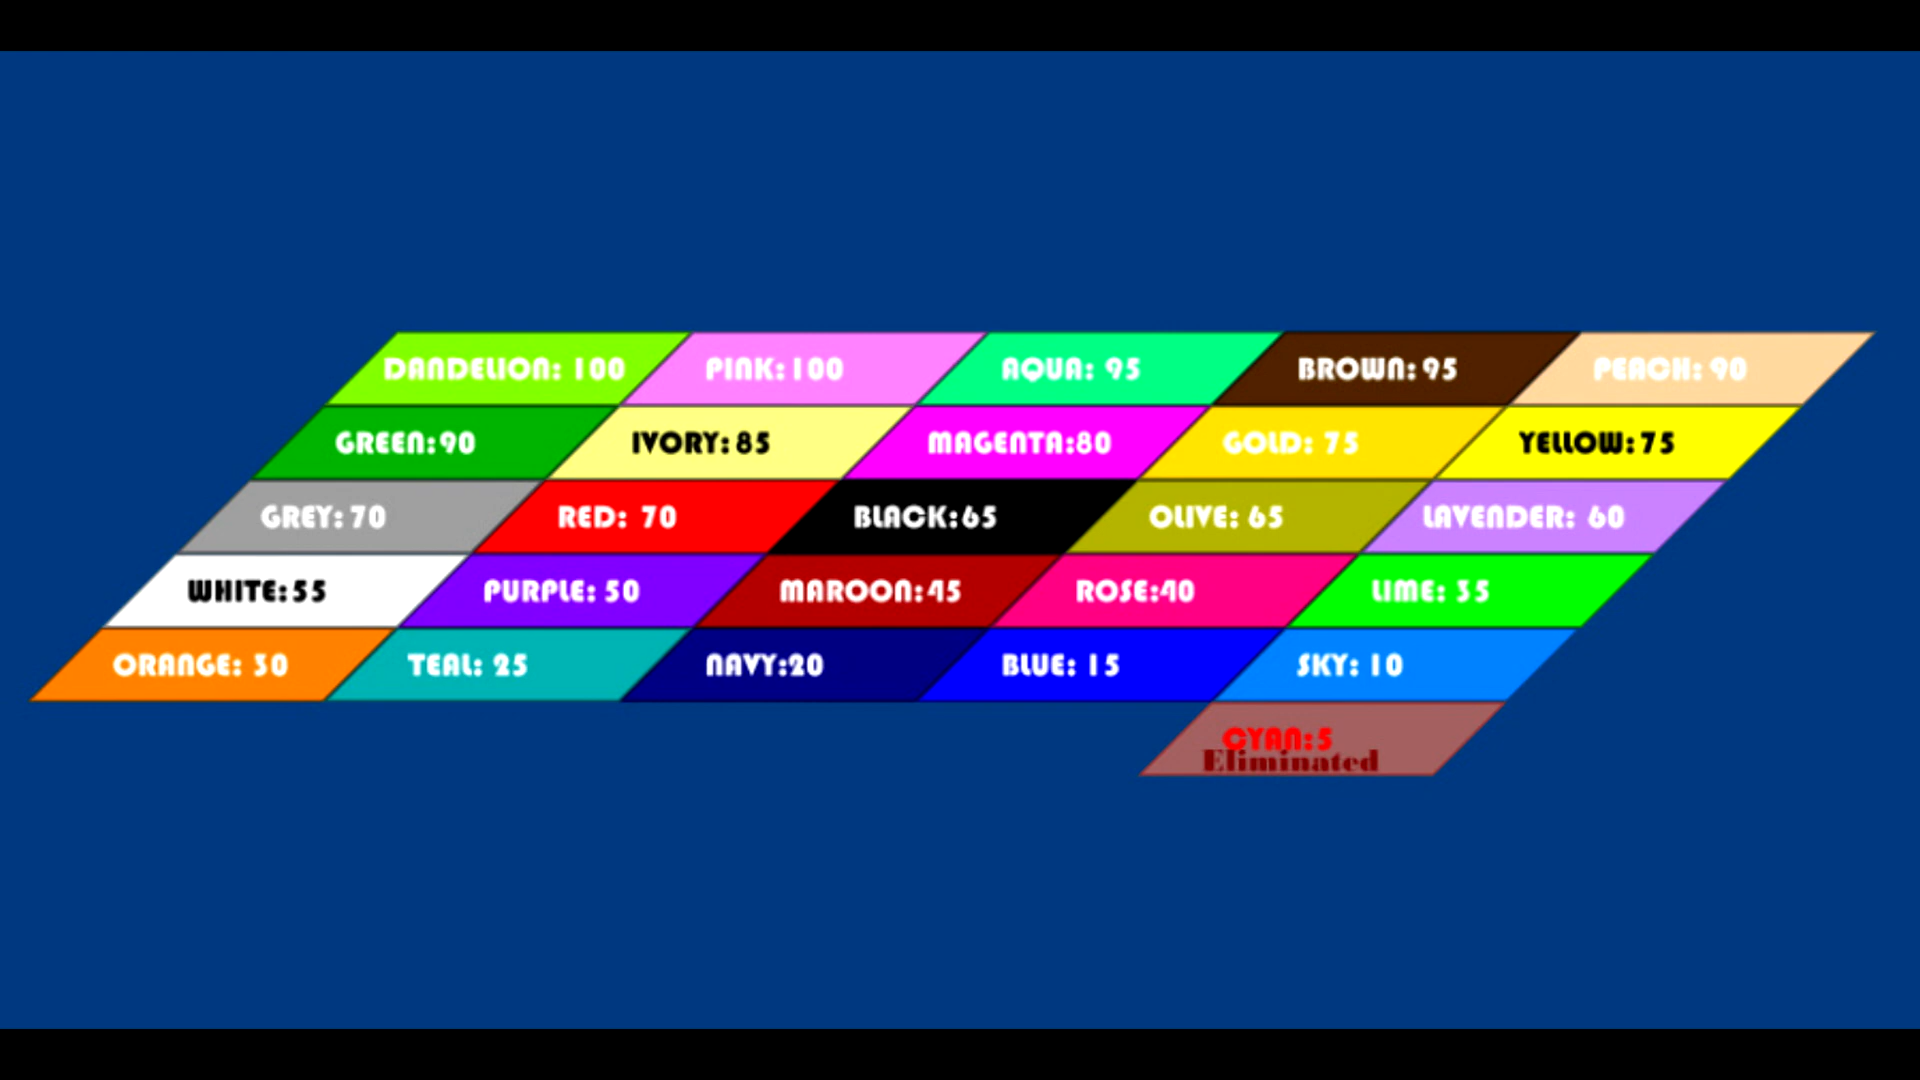 DANDELION: 100 PINK:100 AQUA: 95 BROWN:95 PEACH: 90
GREEN:90 IVORY:85 MAGENTA:80 GOLD: 75 YELLOW:75
GREY:70 RED: 70 BLACK:65 OLIVE: 65 LAVENDER: 60
WHITE:55 PURPLE: 50 MAROON:45 ROSE:40 LIME: 35
ORANGE: 30 TEAL: 25 NAVY:20 BLUE: 15 SKY: 10
CYAN:5
Eliminated